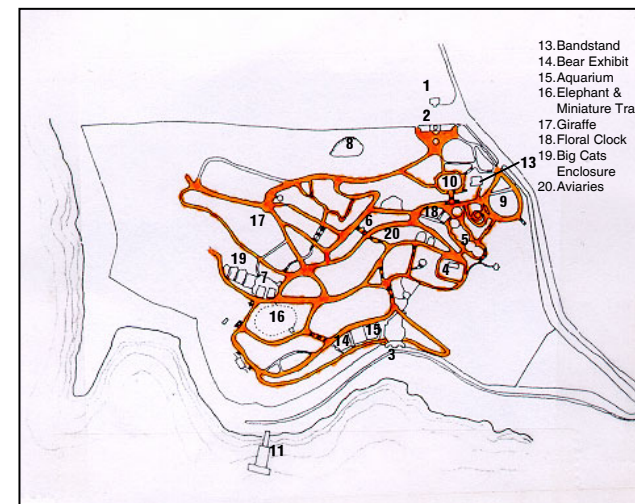 13.Bandstand
14.Bear Exhibit
15.Aquarium
16.Elephant &
Miniature Tra
17.Giraffe
18.Floral Clock
19.Big Cats
Enclosure
20.Aviaries
1
2
8
13
10
9
17
6
18
20
5
19
7
4
16
15
14
3
11